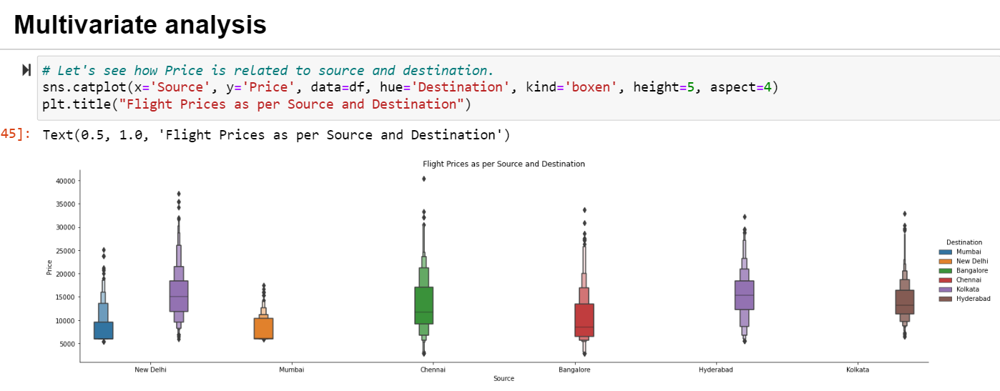 Multivariate analysis
# Let's see how Price is related to source and destination.
sns.catplot(x='Source', y='Price', data=df, hue='Destination', kind='boxen', height=5, aspect=4)
plt.title("Flight Prices as per Source and Destination")
45]: Text(0.5, 1.0, 'Flight Prices as per Source and Destination')
Flight Prices as per Source and Destination
40000
35000
30000
25000
20000
15000
10000
5000
Price
New Delhi Mumbai Chennai Bangalore Hyderabad Kolkata
Source
Destination
Mumbai
New Delhi
Bangalore
Chennai
Kolkata
Hyderabad